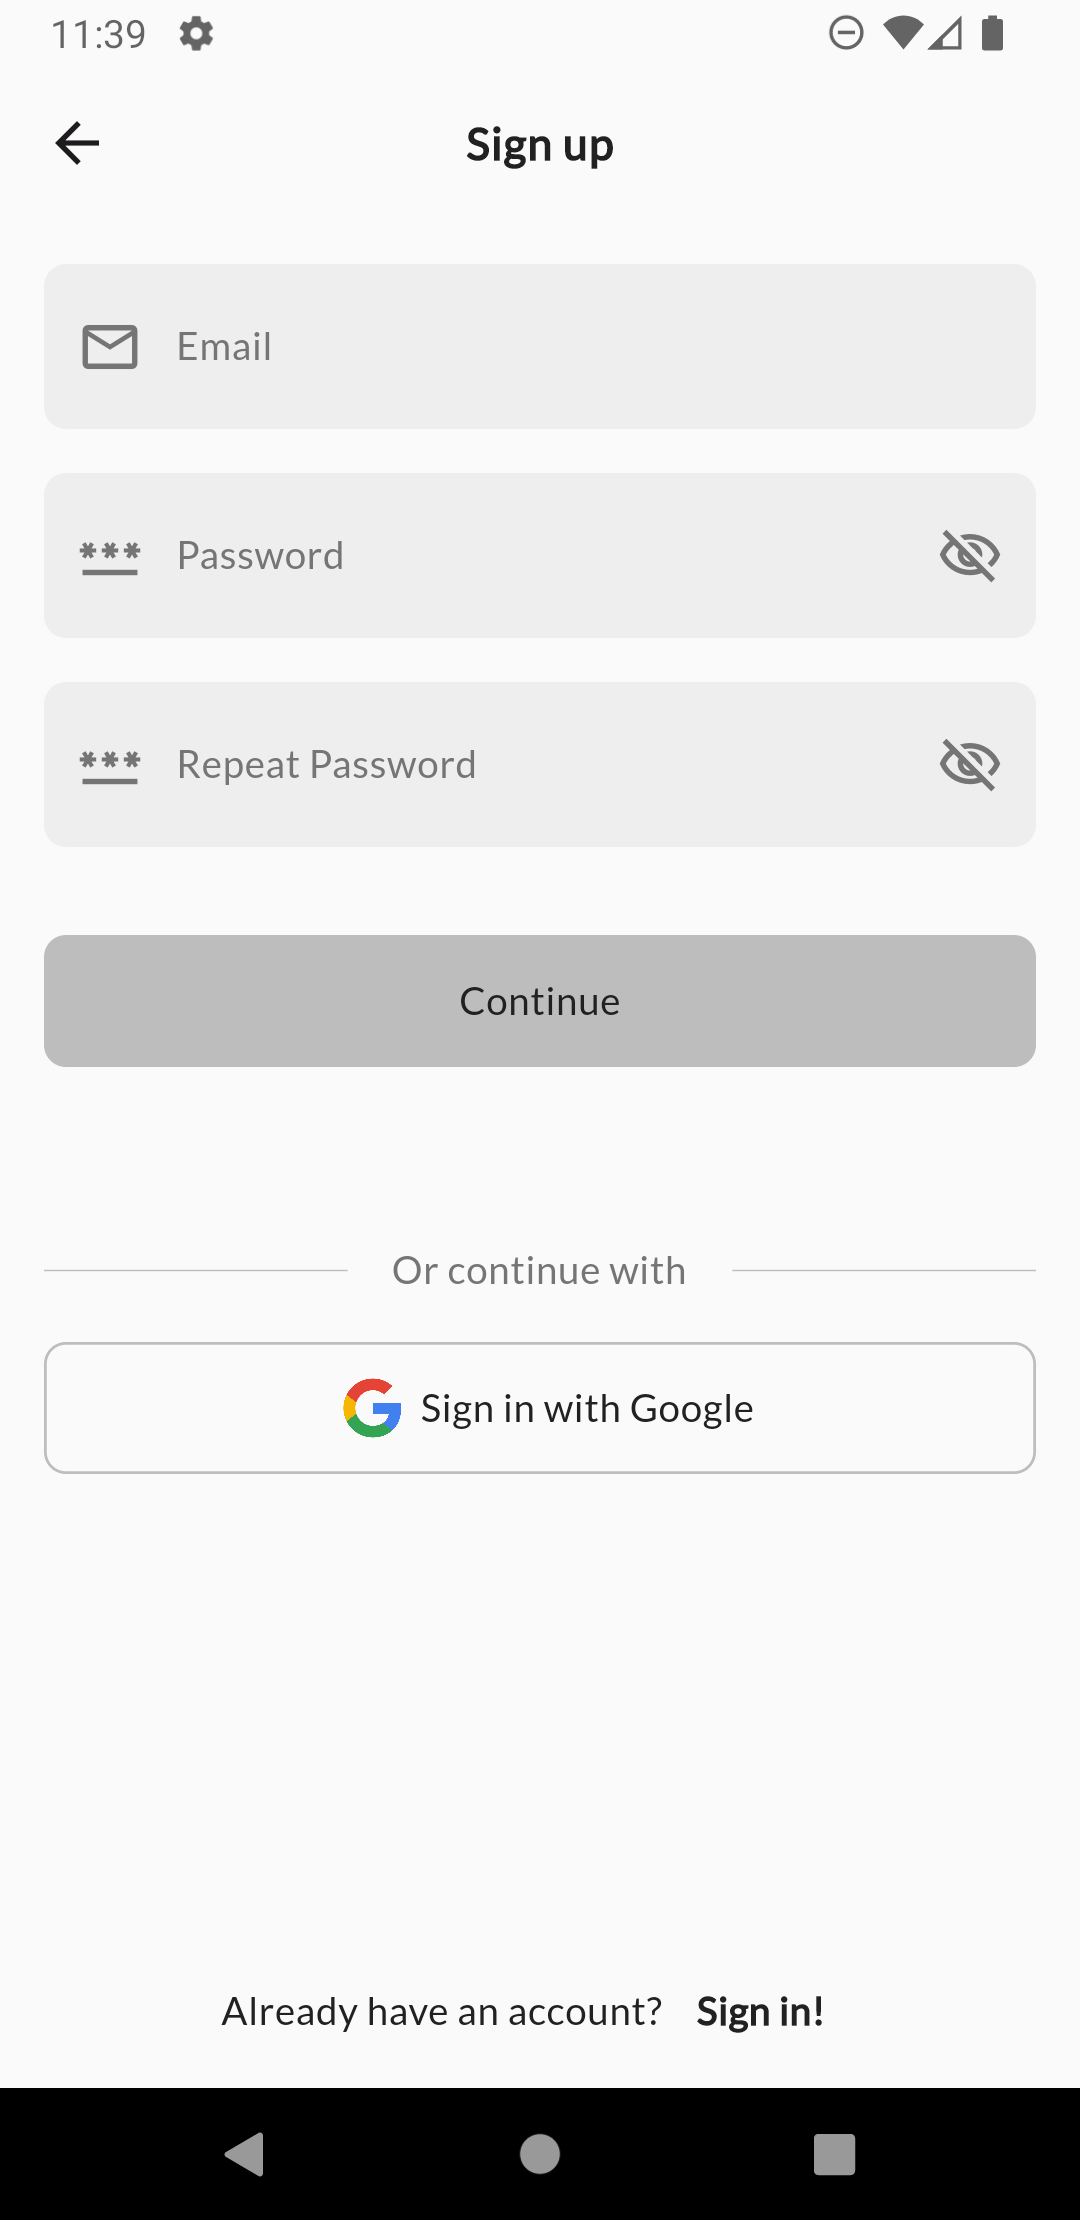 11:39
Sign up
Email
Password
Repeat Password
Continue
Or continue with
Sign in with Google
Already have an account? Sign in!